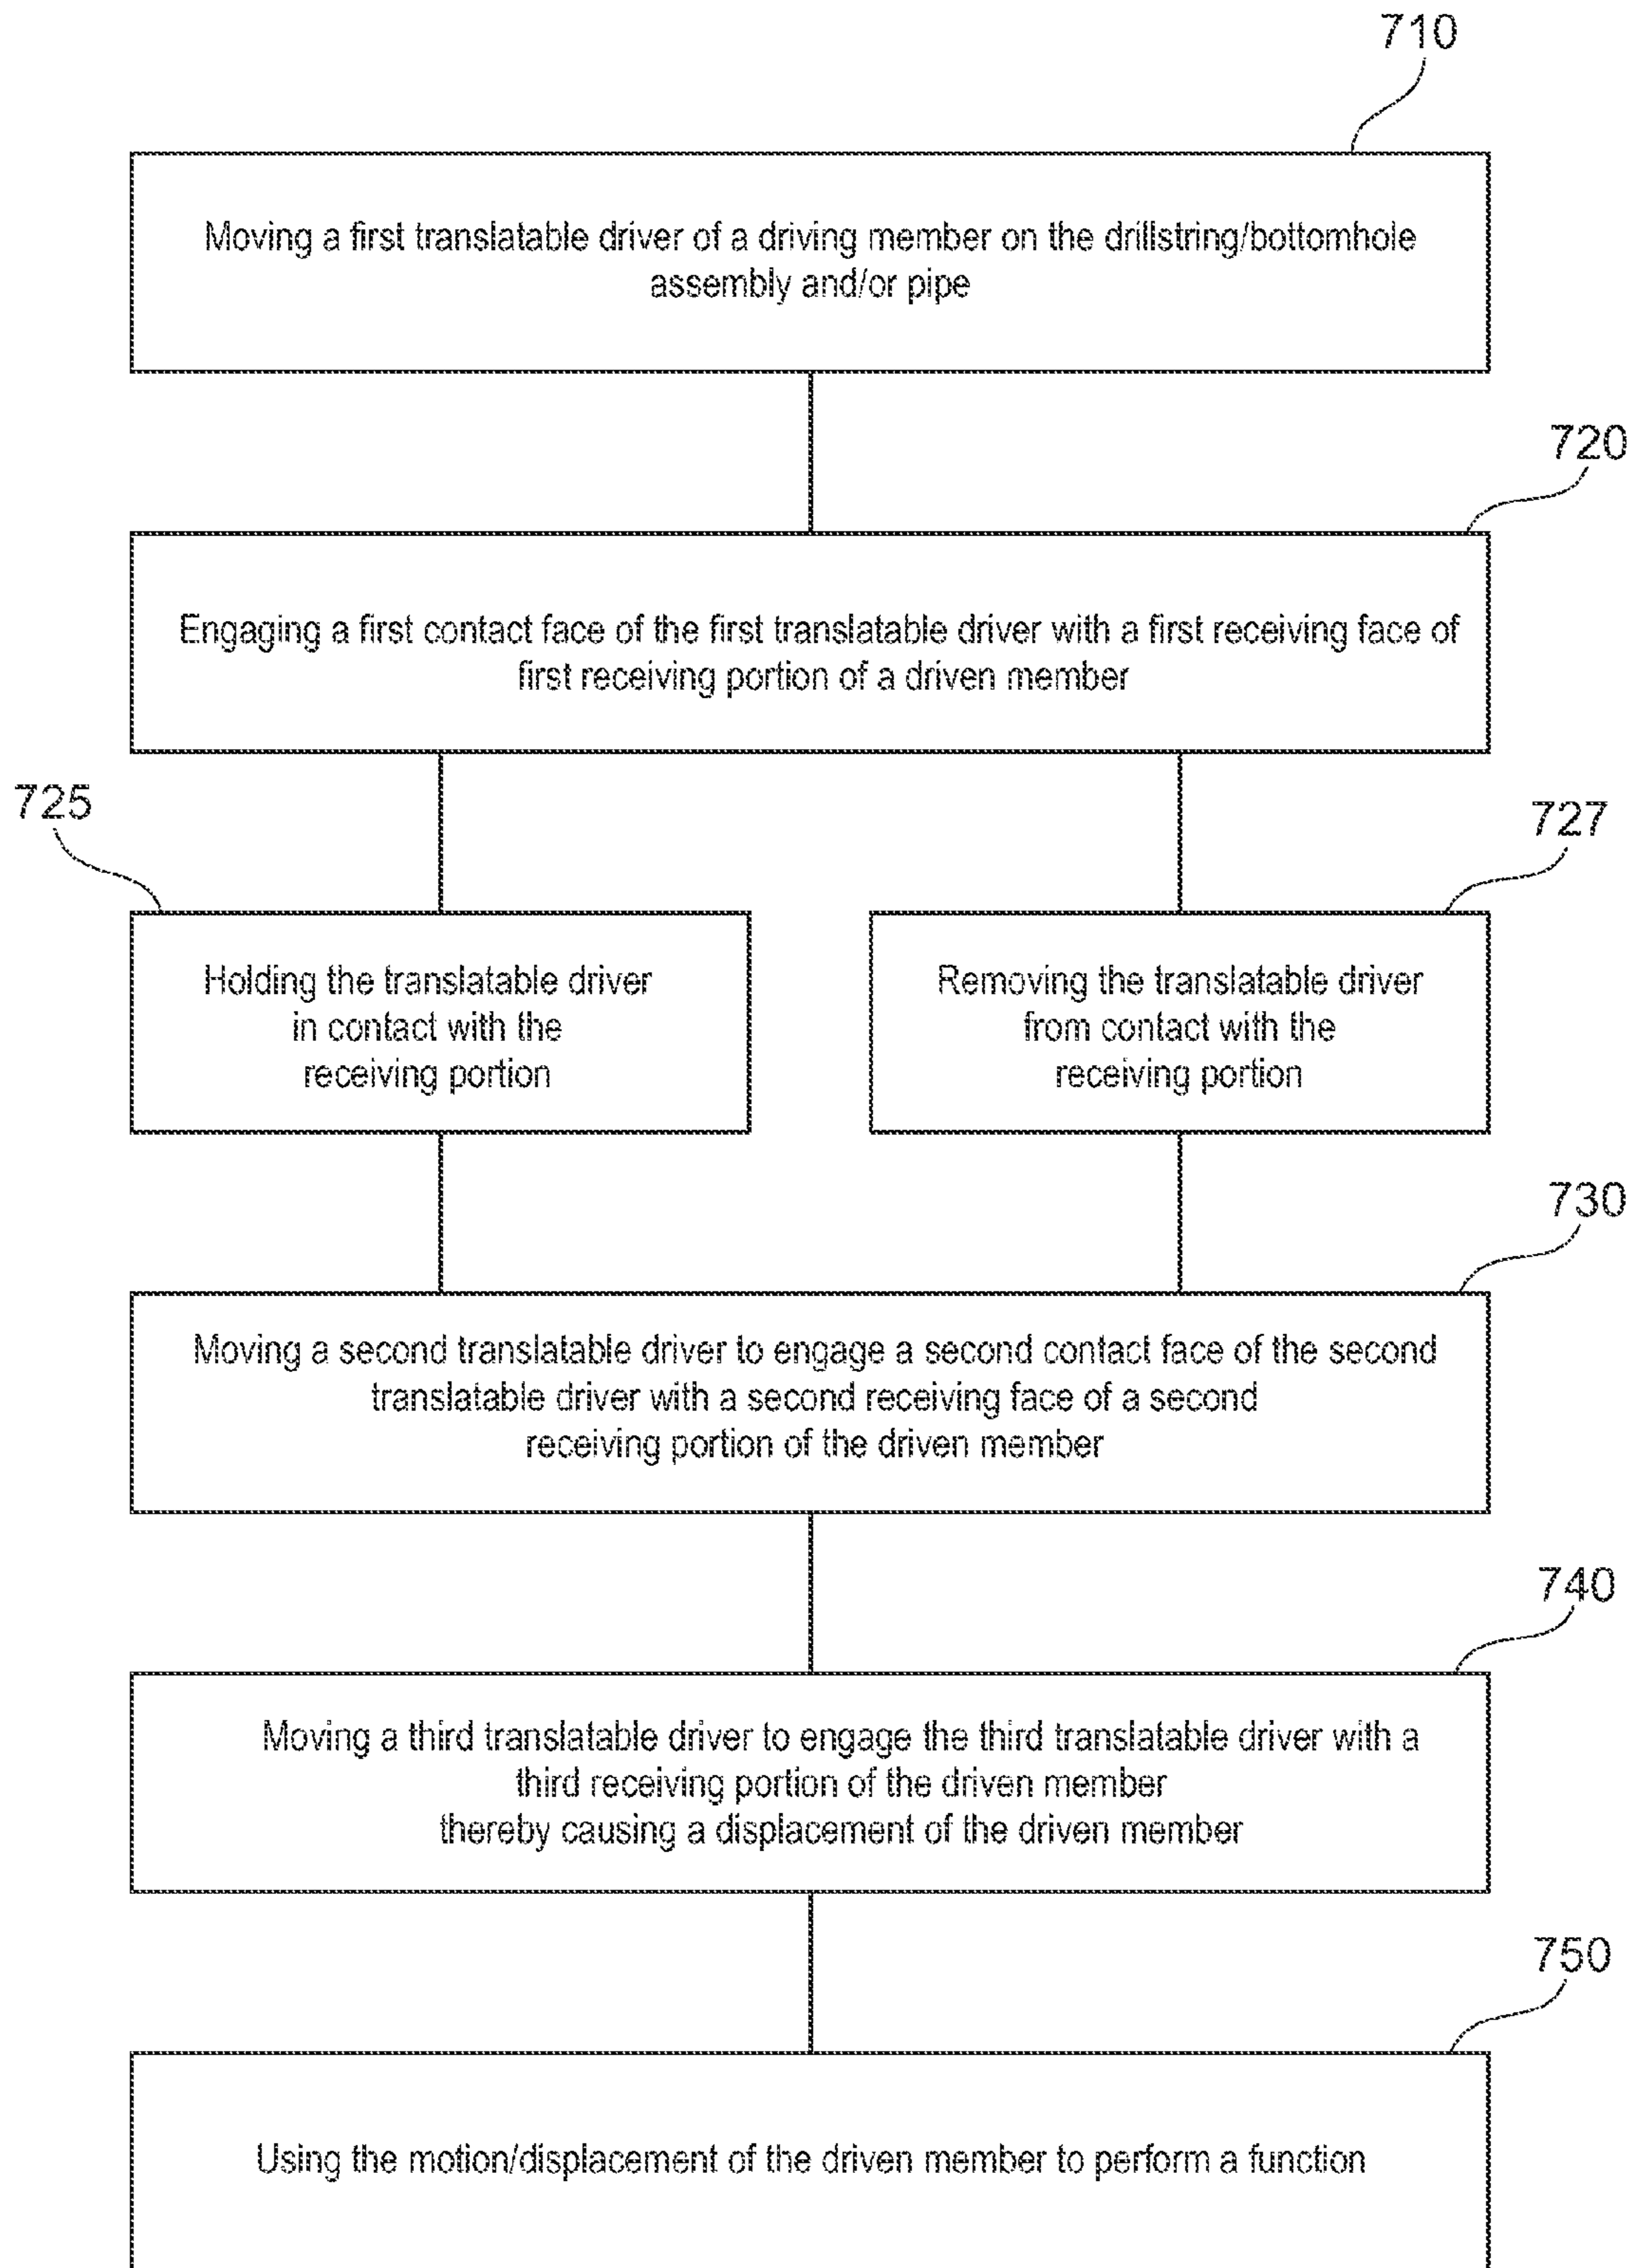 710
Moving a first translatable driver of a driving member on the drillstring/bottomhole
assembly and/or pipe
720
Engaging a first contact face of the first translatable driver with a first receiving face of
first receiving portion of a driven member
725
727
Holding the translatable driver
in contact with the
receiving portion
Removing the translatable driver
from contact with the
receiving portion
730
Moving a second translatable driver to engage a second contact face of the second
translatable driver with a second receiving face of a second
receiving portion of the driven member
740
Moving a third translatable driver to engage the third translatable driver with a
third receiving portion of the driven member
thereby causing a displacement of the driven member
750
Using the motion/displacement of the driven member to perform a function